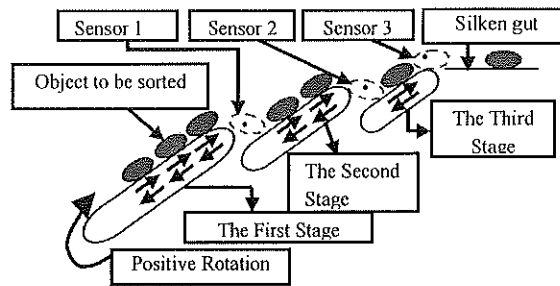 Sensor 1
Sensor 2
Sensor 3
Silken gut
Object to be sorted
The Third
Stage
The Second
Stage
The First Stage
Positive Rotation